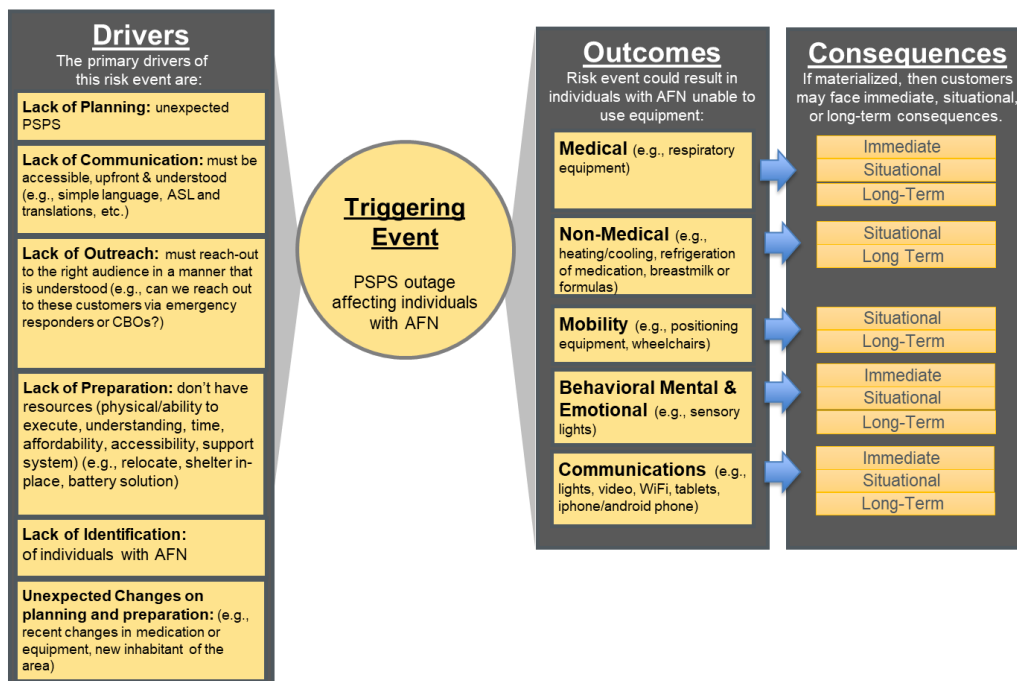 Drivers
The primary drivers of
this risk event are:
Lack of Planning: unexpected
PSPS
Lack of Communication: must be
accessible, upfront & understood
(e.g., simple language, ASL and
translations, etc.)
Lack of Outreach: must reach-out
to the right audience in a manner that
is understood (e.g., can we reach out
to these customers via emergency
responders or CBOs?)
Lack of Preparation: don't have
resources (physical/ability to
execute, understanding, time,
affordability, accessibility, support
system) (e.g., relocate, shelter in-
place, battery solution)
Lack of Identification:
of individuals with AFN
Unexpected Changes on
planning and preparation: (e.g.,
recent changes in medication or
equipment, new inhabitant of the
area)
Triggering
Event
PSPS outage
affecting individuals
with AFN
Outcomes
Risk event could result in
individuals with AFN unable to
use equipment:
Medical (e.g., respiratory
equipment)
Non-Medical (e.g.,
heating/cooling, refrigeration
of medication, breastmilk or
formulas)
Mobility (e.g., positioning
equipment, wheelchairs)
Behavioral Mental &
Emotional (e.g., sensory
lights)
Communications (e.g.,
lights, video, WiFi, tablets,
iphone/android phone)
Consequences
If materialized, then customers
may face immediate, situational,
or long-term consequences.
Immediate
Situational
Long-Term
Situational
Long Term
Situational
Long-Term
Immediate
Situational
Long-Term
Immediate
Situational
Long-Term